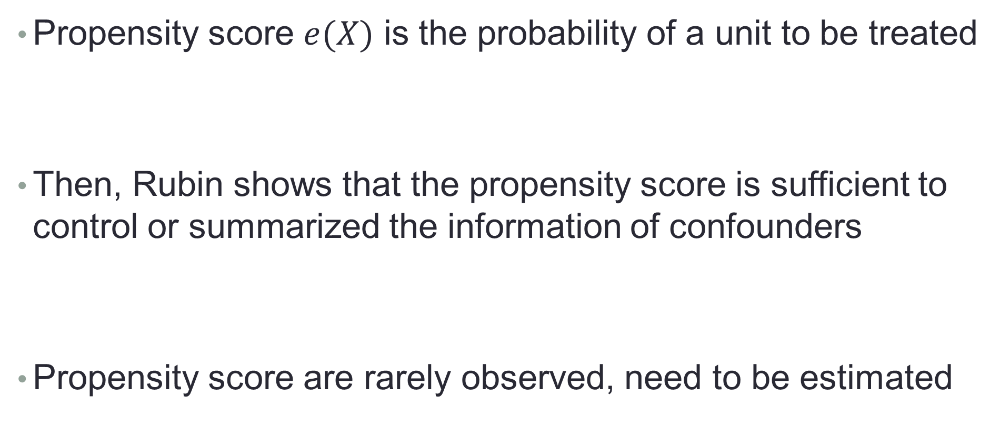 • Propensity score e(X) is the probability of a unit to be treated
• Then, Rubin shows that the propensity score is sufficient to
control or summarized the information of confounders
• Propensity score are rarely observed, need to be estimated